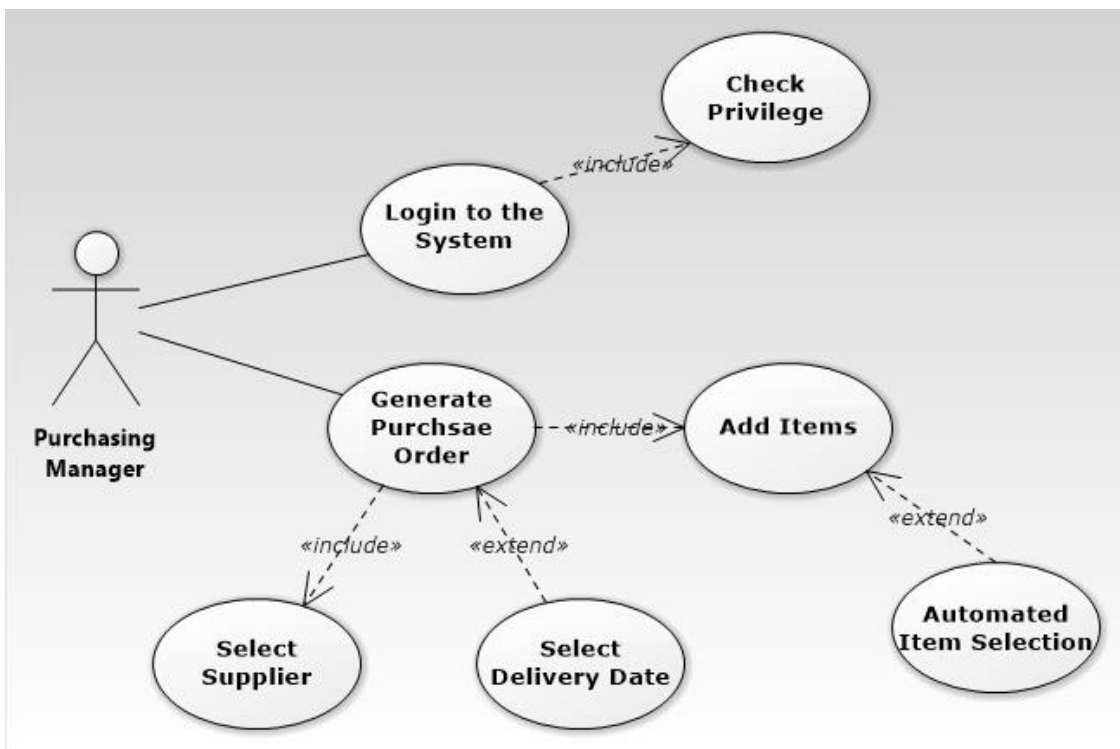 Check
Privilege
«include»
Login to the
System
Purchasing
Manager
Generate
Purchsae
Order
«include»
Add Items
«include»
«extend»
«extend»
Select
Supplier
Select
Delivery Date
Automated
Item Selection